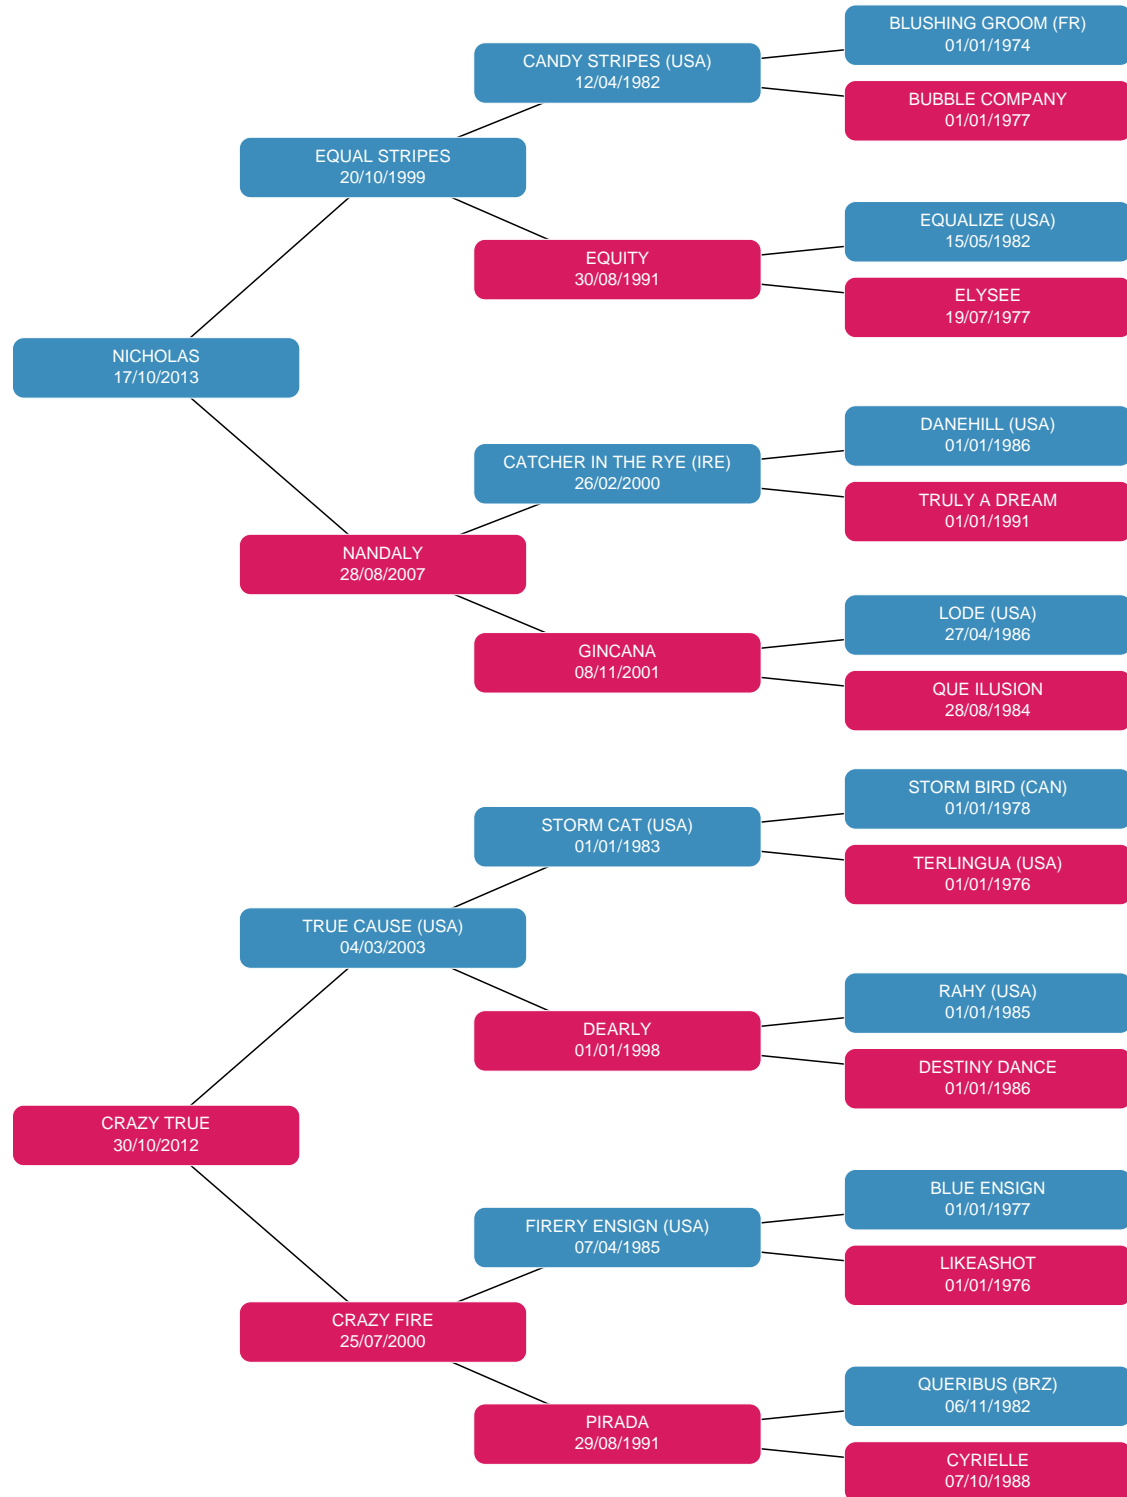 BLUSHING GROOM (FR)
01/01/1974
CANDY STRIPES (USA)
12/04/1982
BUBBLE COMPANY
01/01/1977
EQUAL STRIPES
20/10/1999
EQUALIZE (USA)
15/05/1982
EQUITY
30/08/1991
ELYSEE
19/07/1977
NICHOLAS
17/10/2013
DANEHILL (USA)
01/01/1986
CATCHER IN THE RYE (IRE)
26/02/2000
TRULY A DREAM
01/01/1991
NANDALY
28/08/2007
LODE (USA)
27/04/1986
GINCANA
08/11/2001
QUE ILUSION
28/08/1984
STORM BIRD (CAN)
01/01/1978
STORM CAT (USA)
01/01/1983
TERLINGUA (USA)
01/01/1976
TRUE CAUSE (USA)
04/03/2003
RAHY (USA)
01/01/1985
DEARLY
01/01/1998
DESTINY DANCE
01/01/1986
CRAZY TRUE
30/10/2012
BLUE ENSIGN
01/01/1977
FIRERY ENSIGN (USA)
07/04/1985
LIKEASHOT
01/01/1976
CRAZY FIRE
25/07/2000
QUERIBUS (BRZ)
06/11/1982
PIRADA
29/08/1991
CYRIELLE
07/10/1988